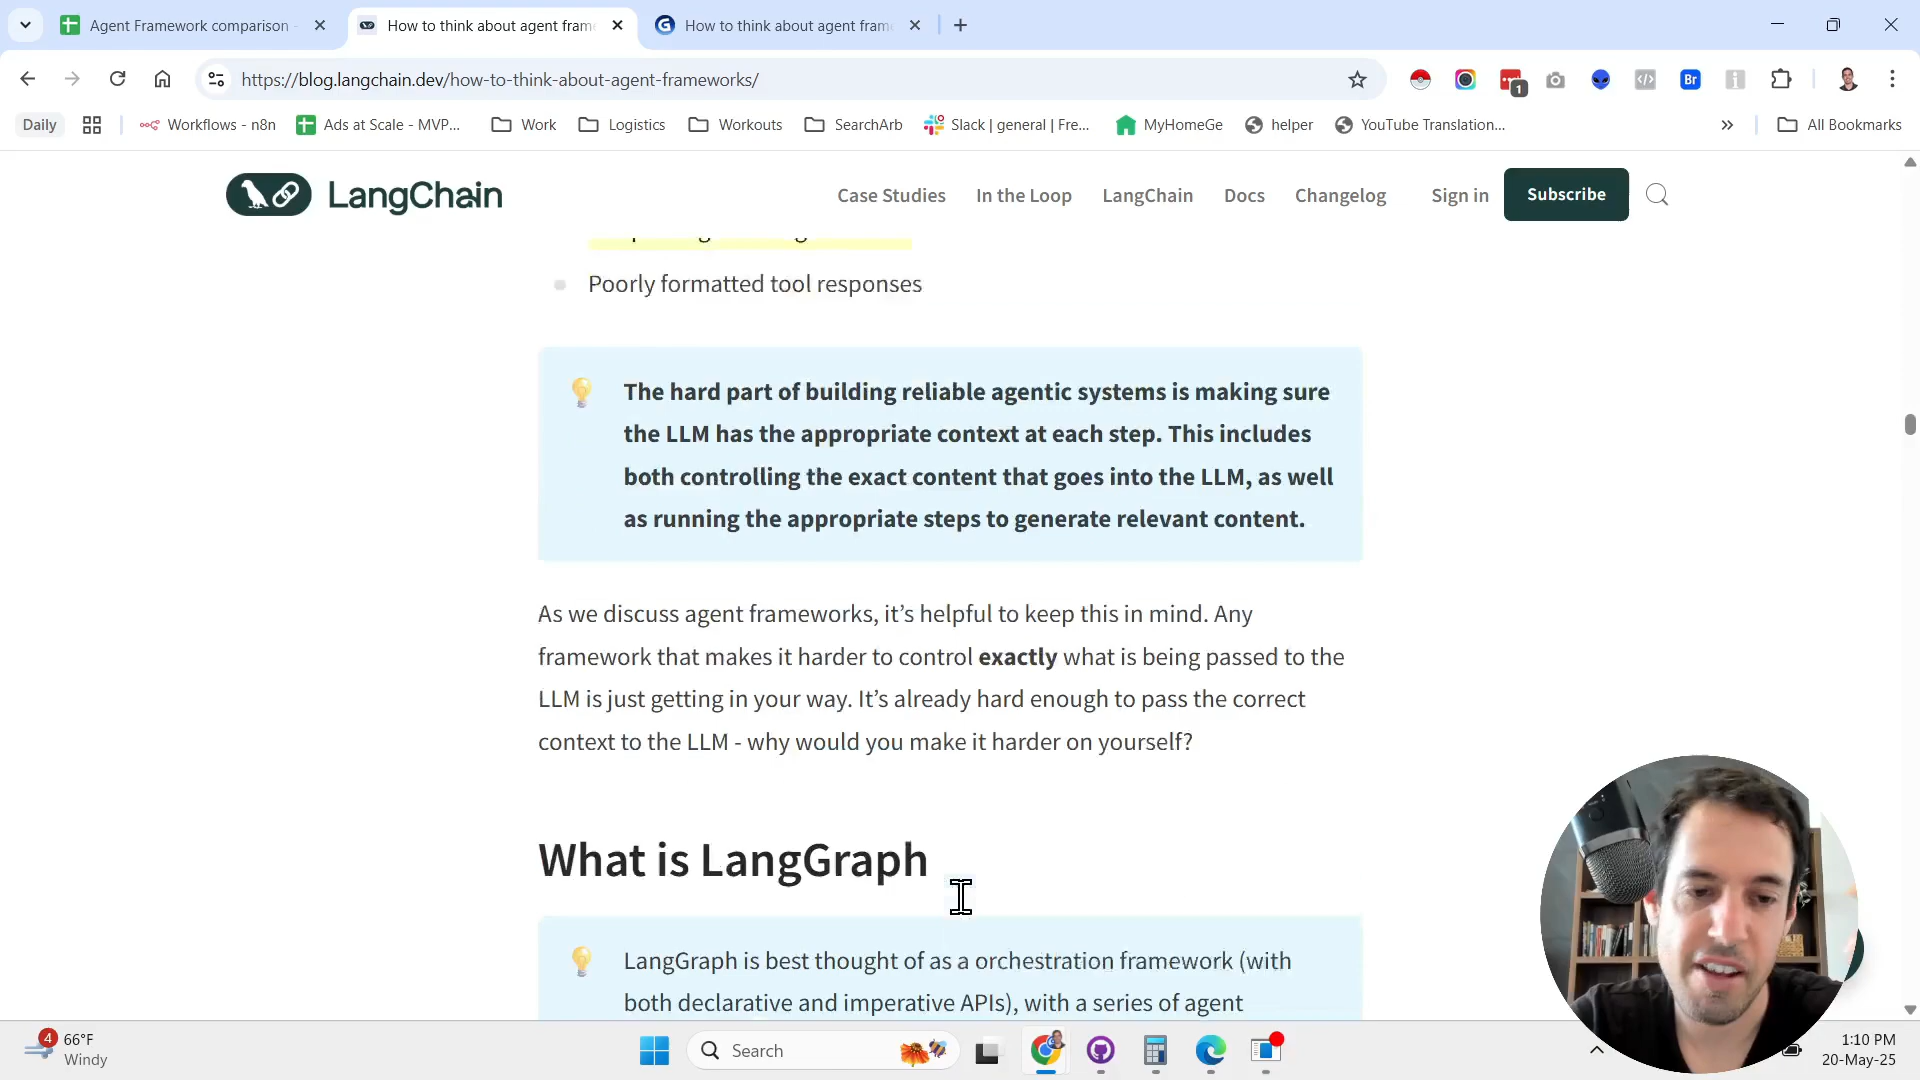 Agent Framework comparison -
How to think about agent fram
How to think about agent fram
https://blog.langchain.dev/how-to-think-about-agent-frameworks/
1
Br
Daily
Workflows - n8n
Ads at Scale - MVP...
Work
Logistics
Workouts
SearchArb
Slack | general | Fre...
MyHomeGe
helper
YouTube Translation...
All Bookmarks
LangChain
Case Studies
In the Loop
LangChain
Docs
Changelog
Sign in
Subscribe
Poorly formatted tool responses
The hard part of building reliable agentic systems is making sure
the LLM has the appropriate context at each step. This includes
both controlling the exact content that goes into the LLM, as well
as running the appropriate steps to generate relevant content.
As we discuss agent frameworks, it’s helpful to keep this in mind. Any
framework that makes it harder to control exactly what is being passed to the
LLM is just getting in your way. It’s already hard enough to pass the correct
context to the LLM - why would you make it harder on yourself?
What is LangGraph
LangGraph is best thought of as a orchestration framework (with
both declarative and imperative APIs), with a series of agent
4
66°F
Windy
Search
1:10 PM
20-May-25